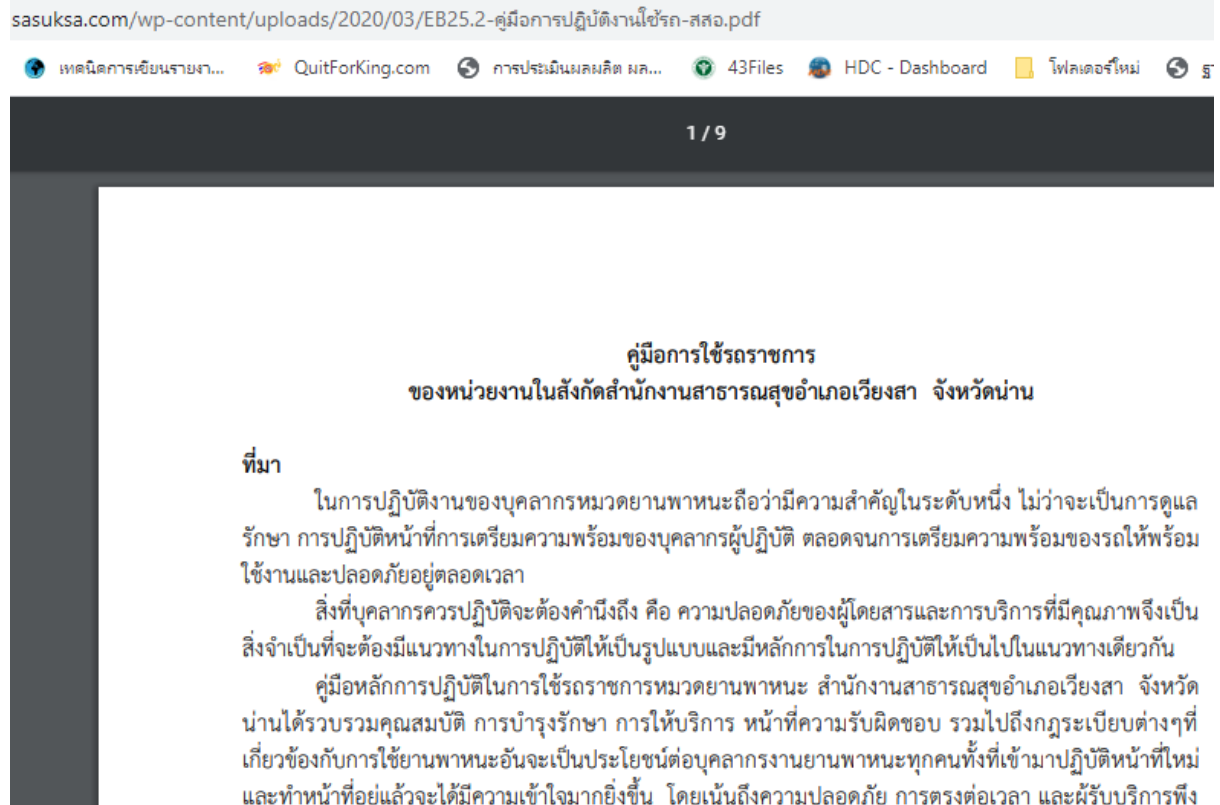 sasuksa.com/wp-content/uploads/2020/03/EB25.2-คู่มือการปฏิบัติงานใช้รถ-สสอ.pdf
เทคนิคการเขียนรายงา... QuitForKing.com การประเมินผลผลิต ผล... 43Files HDC - Dashboard โฟลเดอร์ใหม่ ฐา
1 / 9
คู่มือการใช้รถราชการ
ของหน่วยงานในสังกัดสำนักงานสาธารณสุขอำเภอเวียงสา จังหวัดน่าน
ที่มา
ในการปฏิบัติงานของบุคลากรหมวดยานพาหนะถือว่ามีความสำคัญในระดับหนึ่ง ไม่ว่าจะเป็นการดูแล
รักษา การปฏิบัติหน้าที่การเตรียมความพร้อมของบุคลากรผู้ปฏิบัติ ตลอดจนการเตรียมความพร้อมของรถให้พร้อม
ใช้งานและปลอดภัยอยู่ตลอดเวลา
สิ่งที่บุคลากรควรปฏิบัติจะต้องคำนึงถึง คือ ความปลอดภัยของผู้โดยสารและการบริการที่มีคุณภาพจึงเป็น
สิ่งจำเป็นที่จะต้องมีแนวทางในการปฏิบัติให้เป็นรูปแบบและมีหลักการในการปฏิบัติให้เป็นไปในแนวทางเดียวกัน
คู่มือหลักการปฏิบัติในการใช้รถราชการหมวดยานพาหนะ สำนักงานสาธารณสุขอำเภอเวียงสา จังหวัด
น่านได้รวบรวมคุณสมบัติ การบำรุงรักษา การให้บริการ หน้าที่ความรับผิดชอบ รวมไปถึงกฎระเบียบต่างๆที่
เกี่ยวข้องกับการใช้ยานพาหนะอันจะเป็นประโยชน์ต่อบุคลากรงานยานพาหนะทุกคนทั้งที่เข้ามาปฏิบัติหน้าที่ใหม่
และทำหน้าที่อยู่แล้วจะได้มีความเข้าใจมากยิ่งขึ้น โดยเน้นถึงความปลอดภัย การตรงต่อเวลา และผู้รับบริการพึง